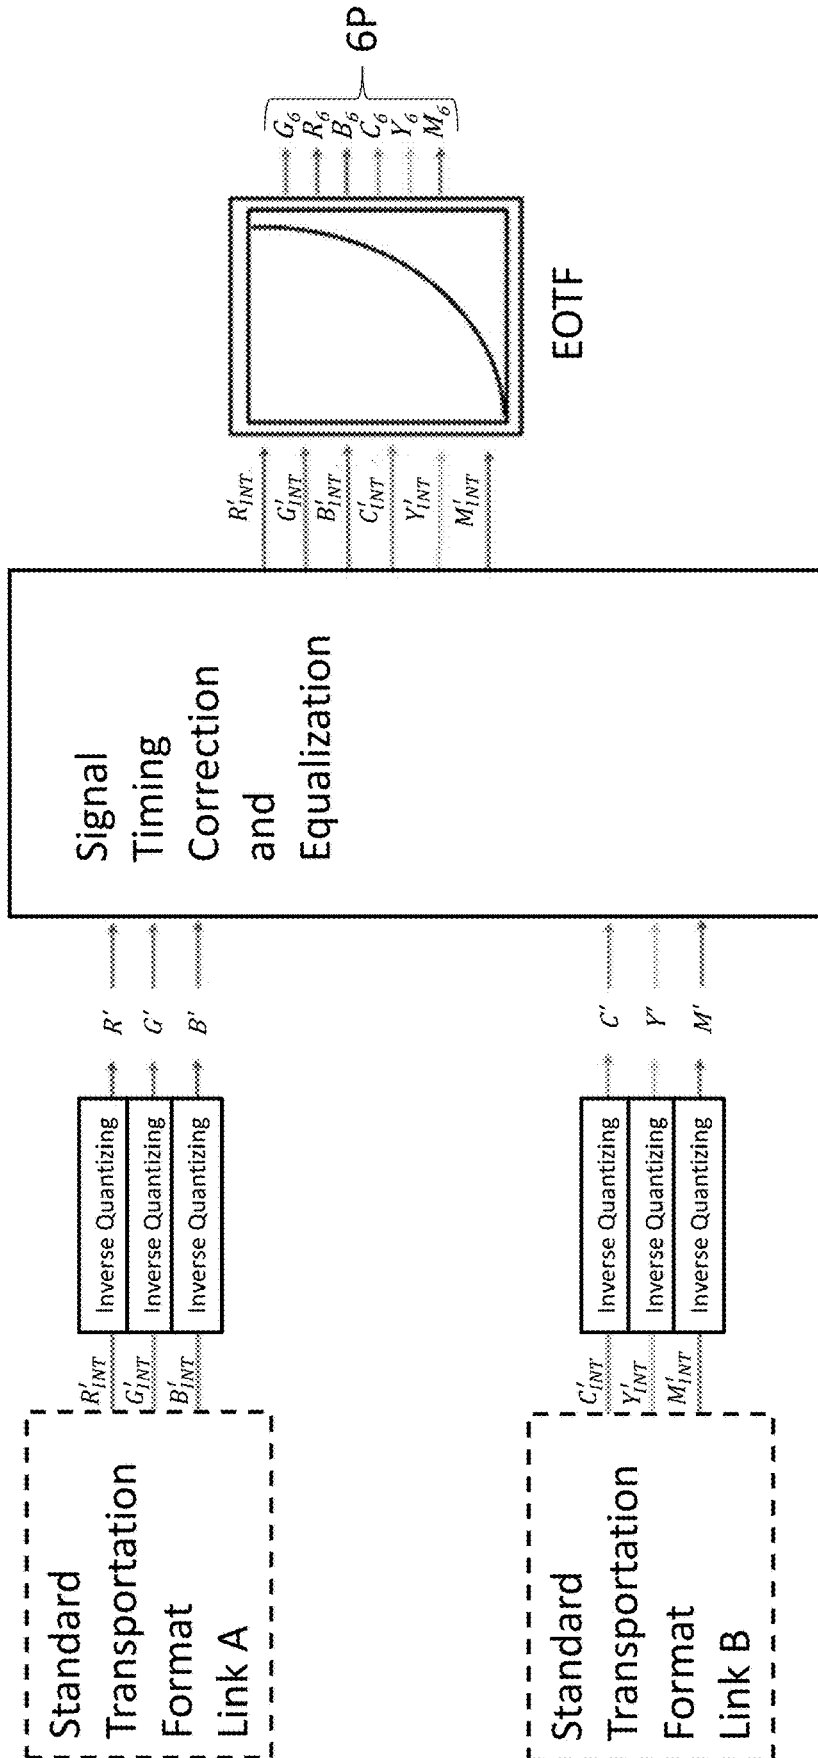 Standard
Transportation
Format
Link A
R'INT
G'INT
B'INT
Inverse Quantizing
Inverse Quantizing
Inverse Quantizing
R'
G'
B'
Standard
Transportation
Format
Link B
C'INT
Y'INT
M'INT
Inverse Quantizing
Inverse Quantizing
Inverse Quantizing
C'
Y'
M'
Signal
Timing
Correction
and
Equalization
R'INT
G'INT
B'INT
C'INT
Y'INT
M'INT
EOTF
G6
R6
B6
C6
Y6
M6
6P